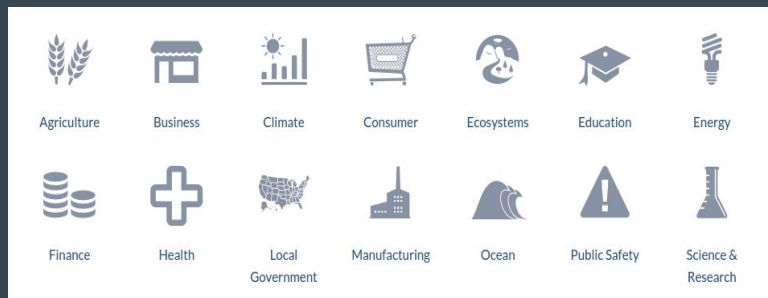 Agriculture Business Climate Consumer Ecosystems Education Energy
Finance Health Local Government Manufacturing Ocean Public Safety Science & Research